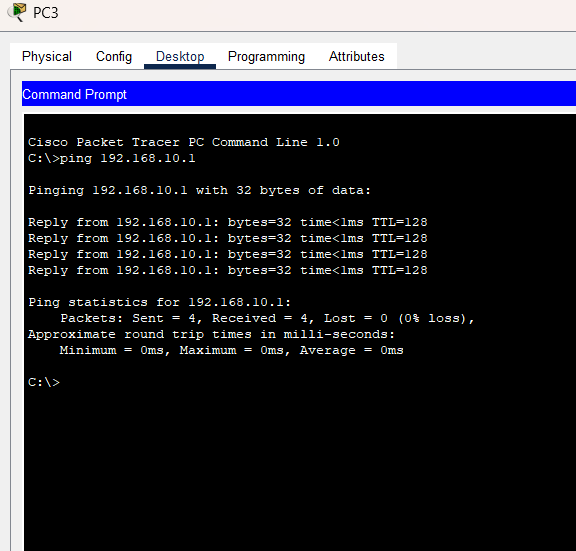 PC3
Physical Config Desktop Programming Attributes
Command Prompt
Cisco Packet Tracer PC Command Line 1.0
C:\>ping 192.168.10.1
Pinging 192.168.10.1 with 32 bytes of data:
Reply from 192.168.10.1: bytes=32 time<1ms TTL=128
Reply from 192.168.10.1: bytes=32 time<1ms TTL=128
Reply from 192.168.10.1: bytes=32 time<1ms TTL=128
Reply from 192.168.10.1: bytes=32 time<1ms TTL=128
Ping statistics for 192.168.10.1:
    Packets: Sent = 4, Received = 4, Lost = 0 (0% loss),
Approximate round trip times in milli-seconds:
    Minimum = 0ms, Maximum = 0ms, Average = 0ms
C:\>